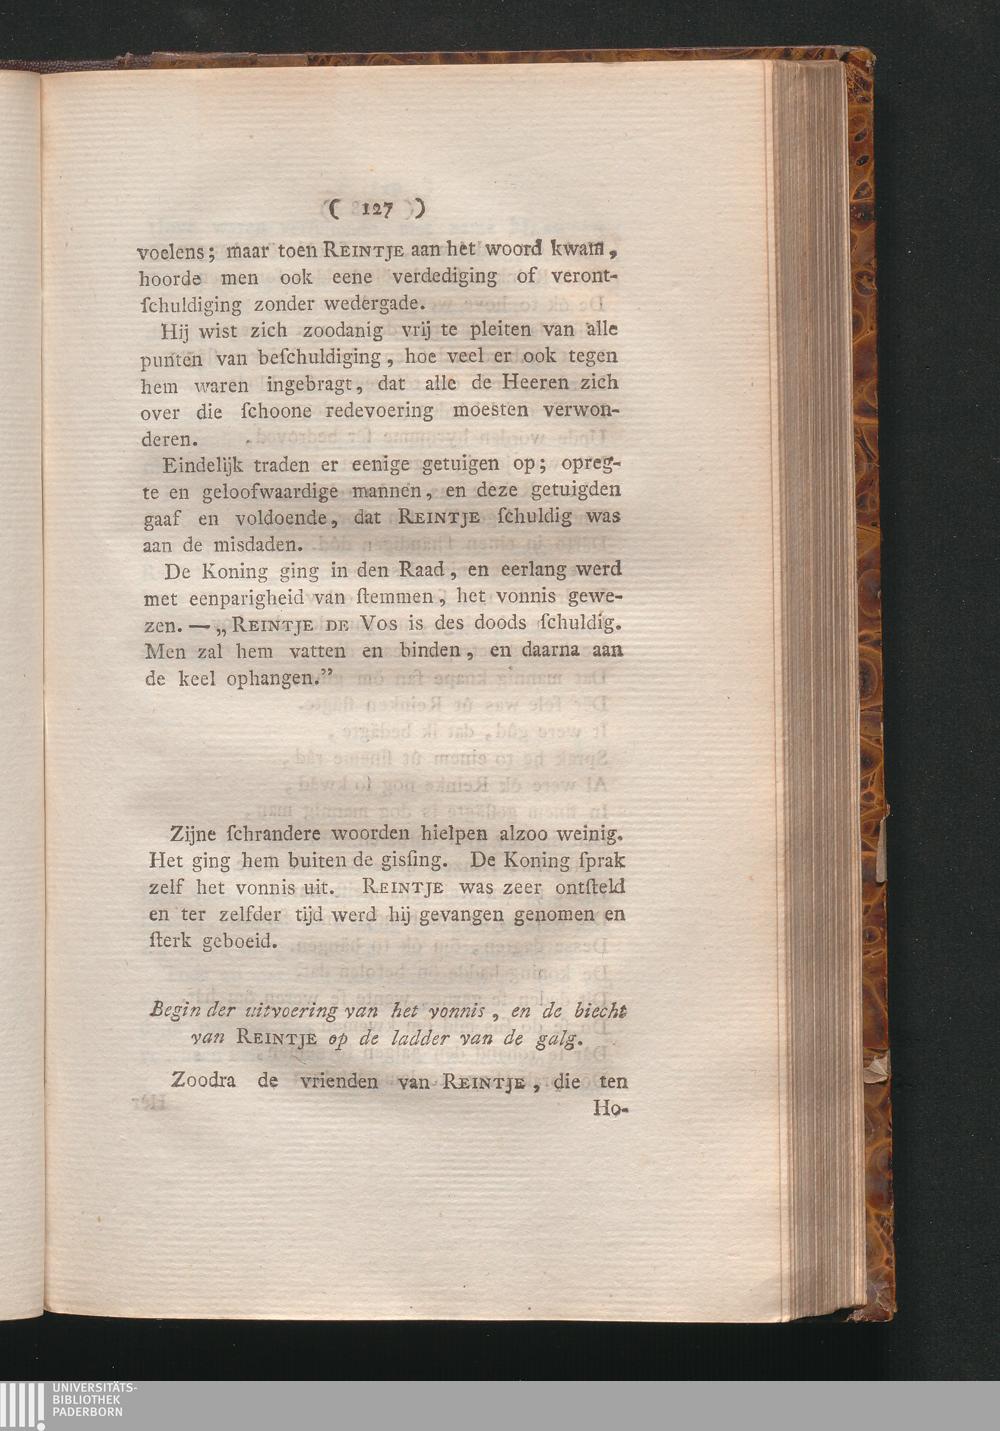 ( 127 )
voelens; maar toen REINTJE aan het woord kwam,
hoorde men ook eene verdediging of veront-
ſchuldiging zonder wedergade.
Hij wist zich zoodanig vrij te pleiten van alle
punten van beſchuldiging, hoe veel er ook tegen
hem waren ingebragt, dat alle de Heeren zich
over die ſchoone redevoering moesten verwon-
deren.
Eindelijk traden er eenige getuigen op; opreg-
te en geloofwaardige mannen, en deze getuigden
gaaf en voldoende, dat REINTJE ſchuldig was
aan de misdaden.
De Koning ging in den Raad, en eerlang werd
met eenparigheid van ſtemmen, het vonnis gewe-
zen. — „REINTJE DE VOS is des doods ſchuldig.
Men zal hem vatten en binden, en daarna aan
de keel ophangen.”
Zijne ſchrandere woorden hielpen alzoo weinig.
Het ging hem buiten de gisſing. De Koning ſprak
zelf het vonnis uit. REINTJE was zeer ontſteld
en ter zelfder tijd werd hij gevangen genomen en
ſterk geboeid.
Begin der uitvoering van het vonnis, en de biecht
van REINTJE op de ladder van de galg.
Zoodra de vrienden van REINTJE, die ten
Ho-
UNIVERSITÄTS-
BIBLIOTHEK
PADERBORN